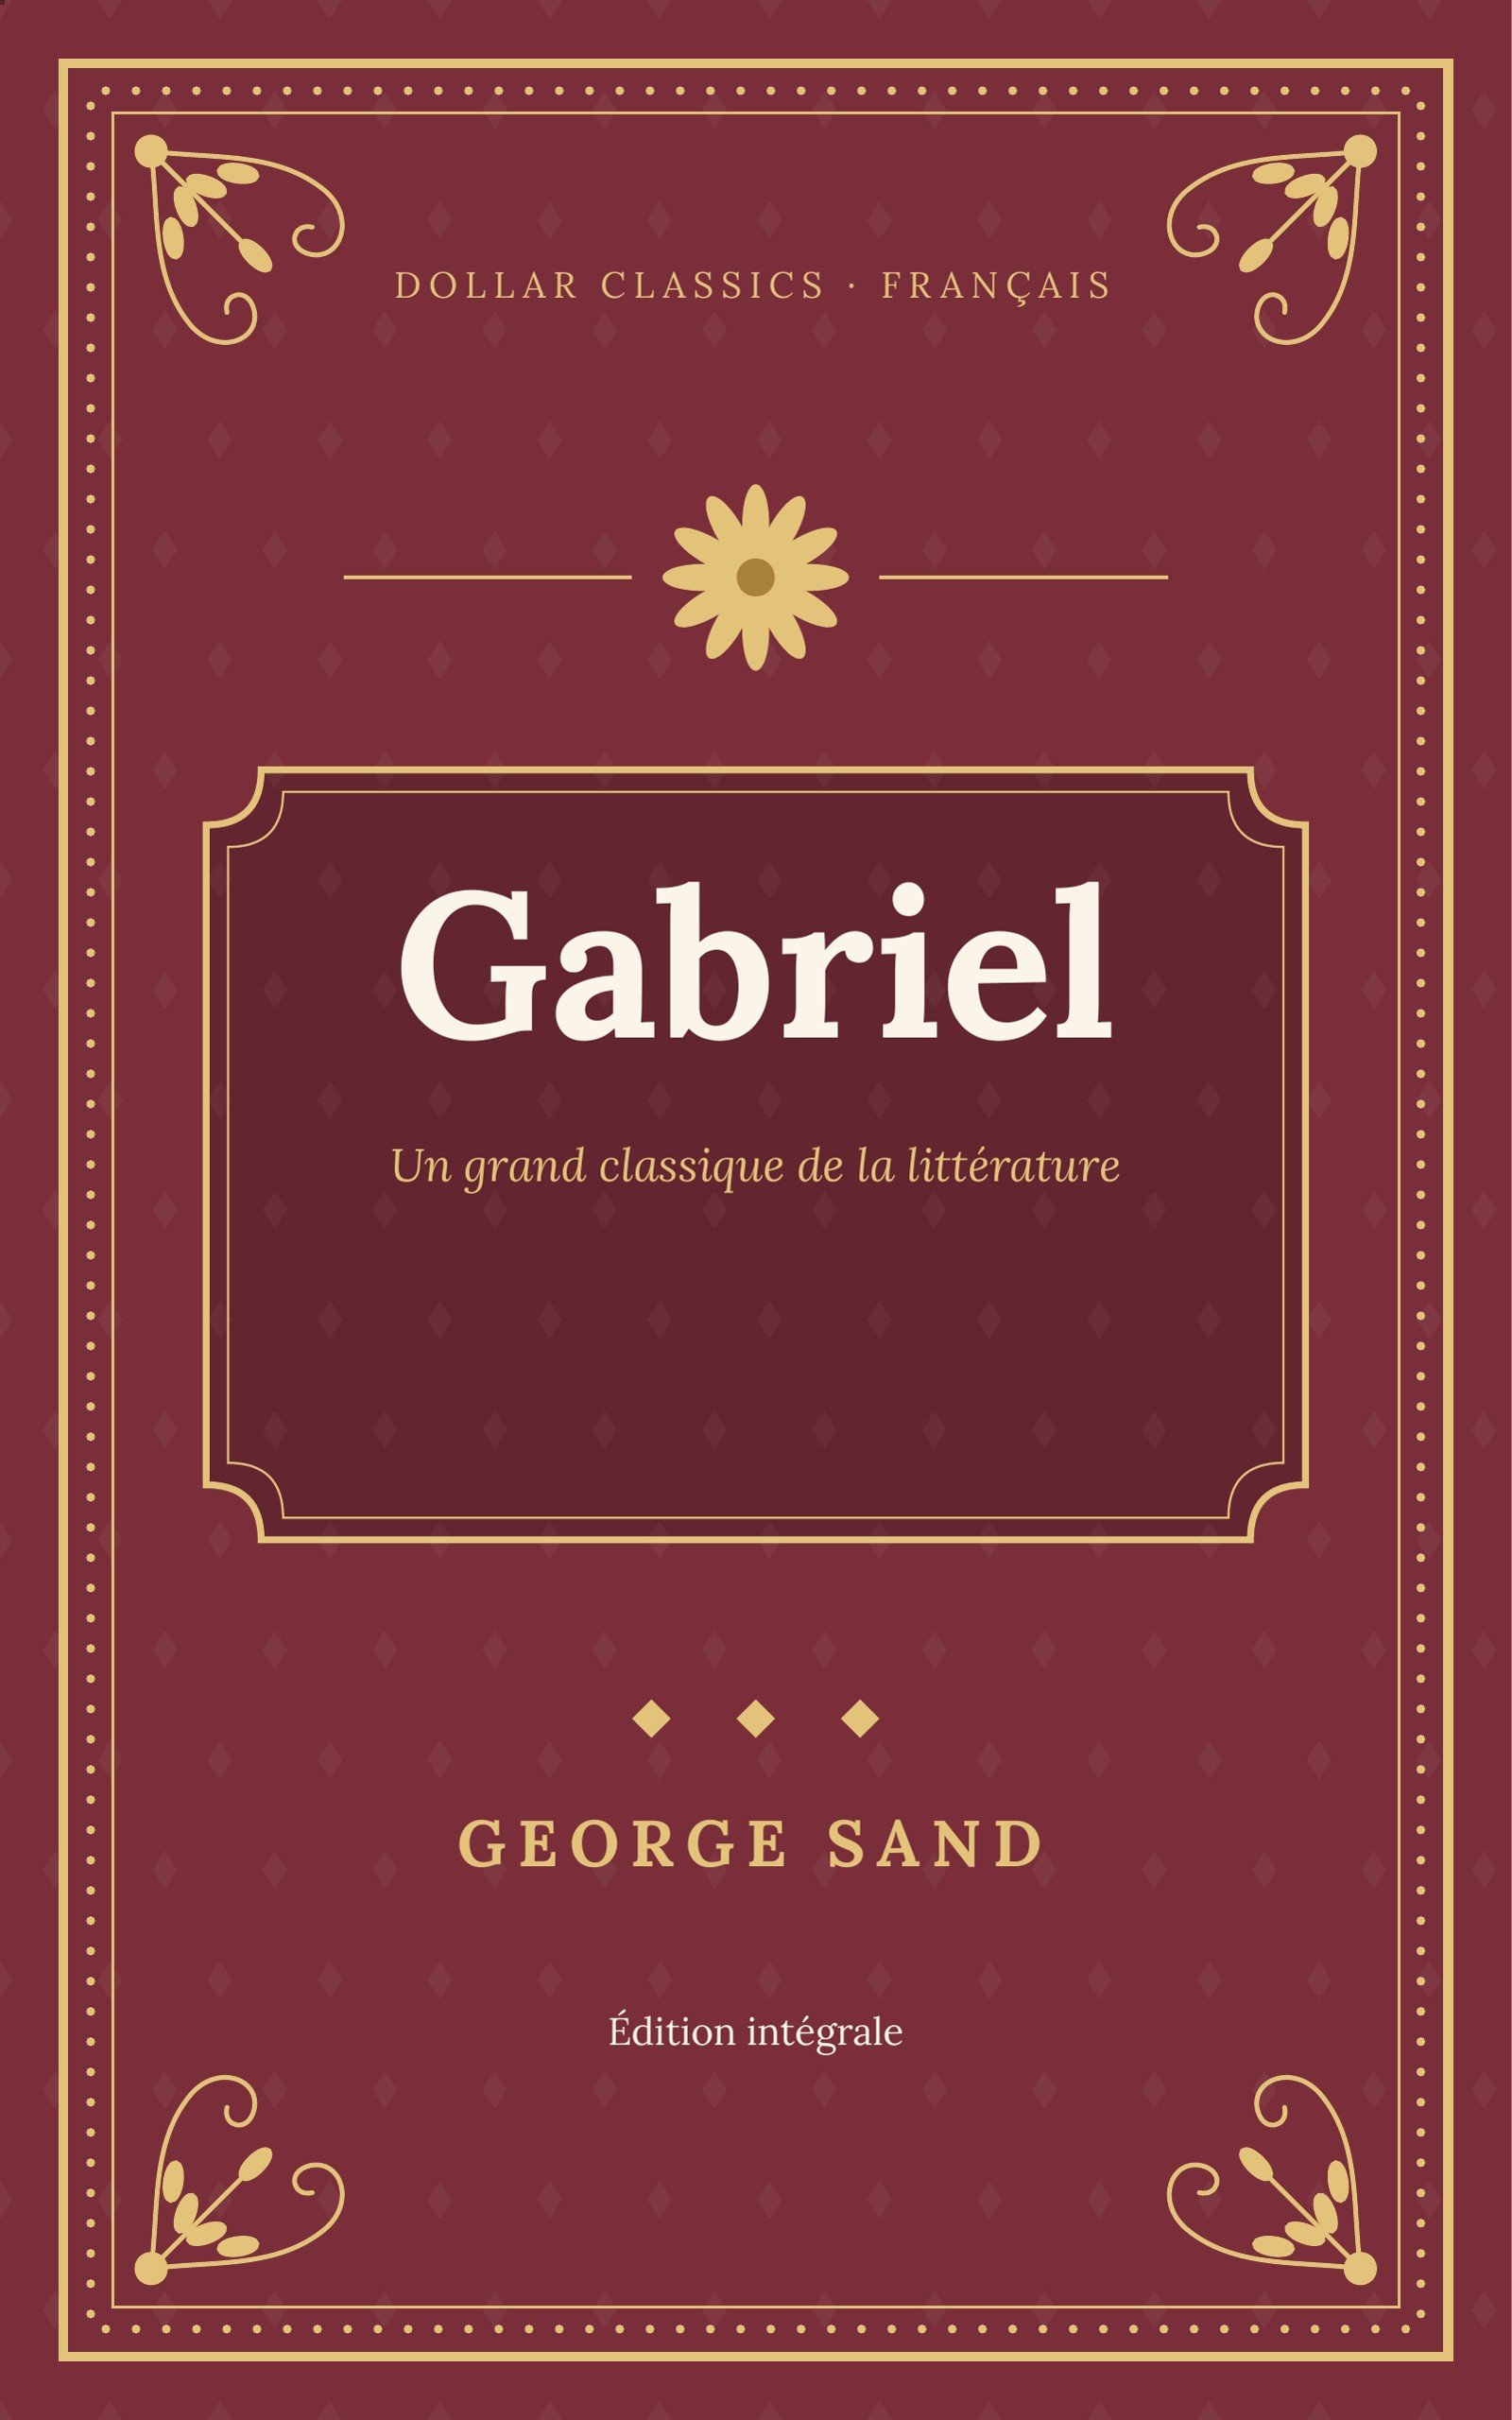 DOLLAR CLASSICS · FRANÇAIS
Gabriel
Un grand classique de la littérature
GEORGE SAND
Édition intégrale